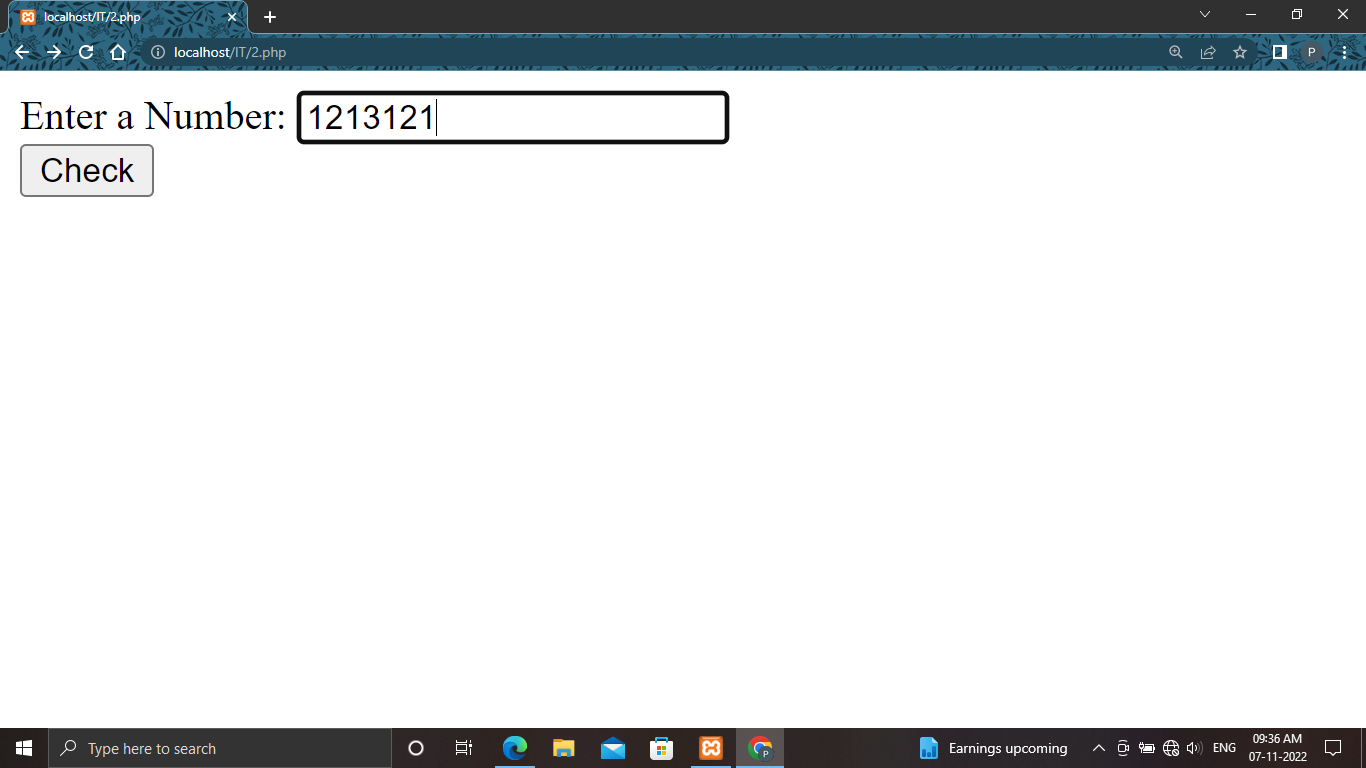 localhost/IT/2.php
localhost/IT/2.php
P
Enter a Number: 1213121
Check
Type here to search
P
Earnings upcoming
ENG
09:36 AM
07-11-2022